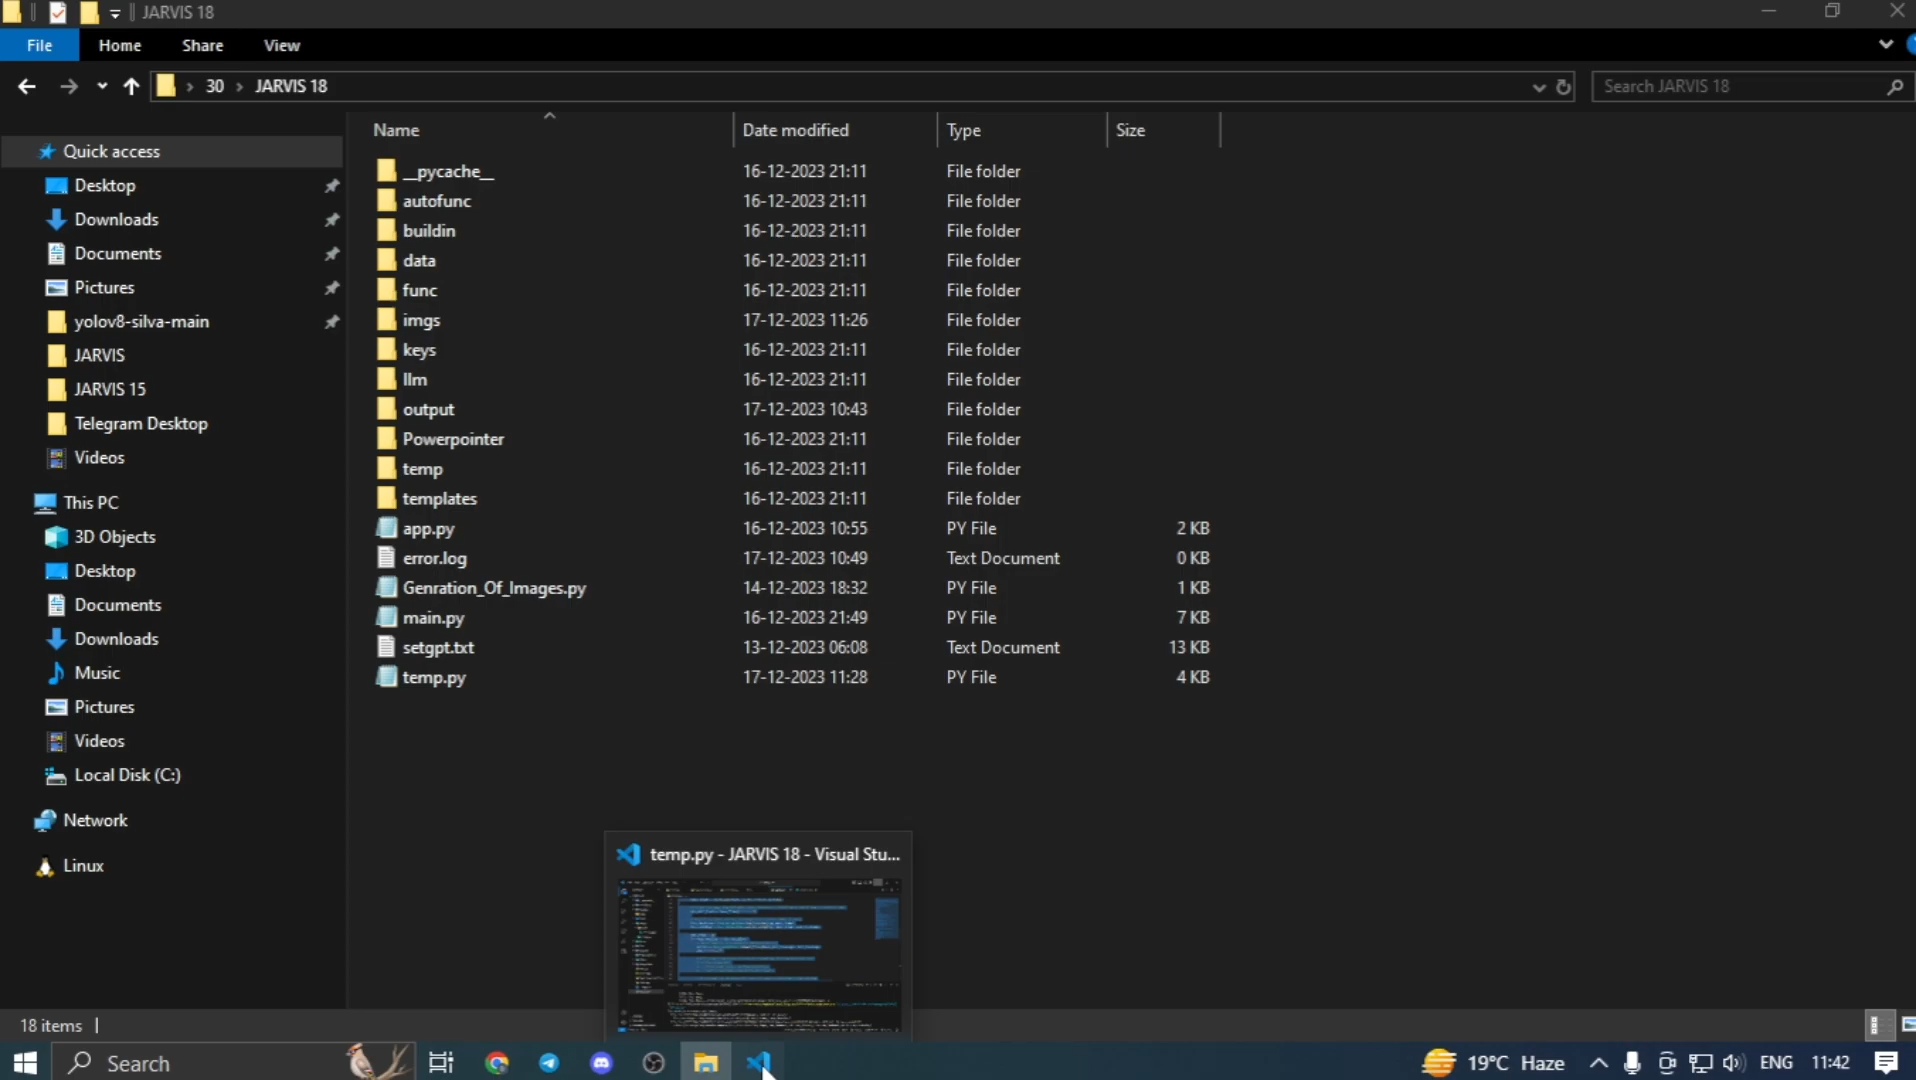 JARVIS 18
File Home Share View
30 JARVIS 18
Search JARVIS 18
Name Date modified Type Size
Quick access
Desktop
Downloads
Documents
Pictures
yolov8-silva-main
JARVIS
JARVIS 15
Telegram Desktop
Videos
This PC
3D Objects
Desktop
Documents
Downloads
Music
Pictures
Videos
Local Disk (C:)
Network
Linux
__pycache__ 16-12-2023 21:11 File folder
autofunc 16-12-2023 21:11 File folder
buildin 16-12-2023 21:11 File folder
data 16-12-2023 21:11 File folder
func 16-12-2023 21:11 File folder
imgs 17-12-2023 11:26 File folder
keys 16-12-2023 21:11 File folder
llm 16-12-2023 21:11 File folder
output 17-12-2023 10:43 File folder
Powerpointer 16-12-2023 21:11 File folder
temp 16-12-2023 21:11 File folder
templates 16-12-2023 21:11 File folder
app.py 16-12-2023 10:55 PY File 2 KB
error.log 17-12-2023 10:49 Text Document 0 KB
Genration_Of_Images.py 14-12-2023 18:32 PY File 1 KB
main.py 16-12-2023 21:49 PY File 7 KB
setgpt.txt 13-12-2023 06:08 Text Document 13 KB
temp.py 17-12-2023 11:28 PY File 4 KB
temp.py - JARVIS 18 - Visual Stu...
18 items
Search
19°C Haze ENG 11:42